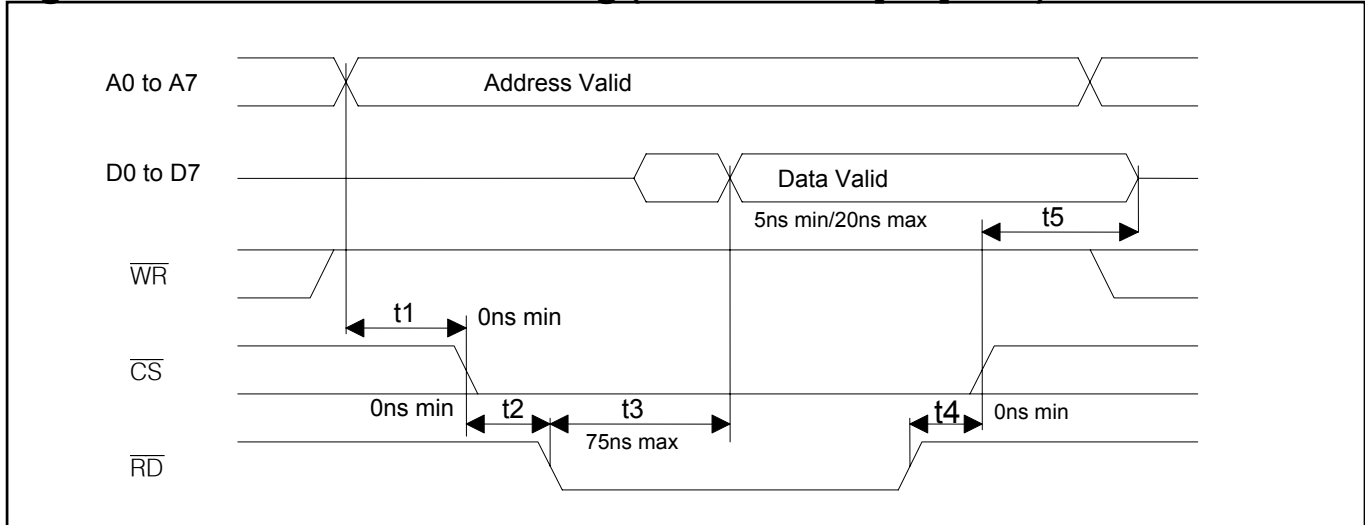 A0 to A7
Address Valid
D0 to D7
Data Valid
5ns min/20ns max
t5
WR
t1
0ns min
CS
0ns min
t2
t3
t4
0ns min
75ns max
RD